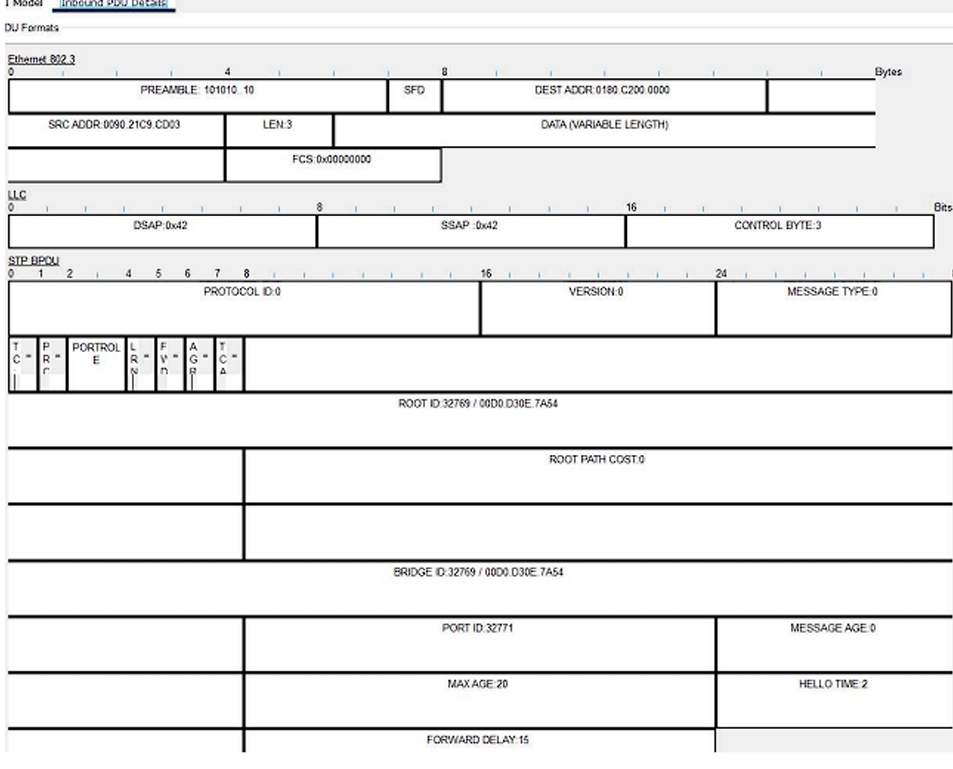 l Model Inbound PDU Details
DU Formats
Ethernet 802.3
0 4 8 Bytes
PREAMBLE: 101010..10 SFD DEST ADDR:0180.C200.0000
SRC ADDR:0090.21C9.CD03 LEN:3 DATA (VARIABLE LENGTH)
FCS:0x00000000
LLC
0 8 16 Bits
DSAP:0x42 SSAP :0x42 CONTROL BYTE:3
STP BPDU
0 1 2 4 5 6 7 8 16 24
PROTOCOL ID:0 VERSION:0 MESSAGE TYPE:0
T P PORTROL L F A T
C R E R W G C
N R A
ROOT ID:32769 / 00D0.D30E.7A54
ROOT PATH COST:0
BRIDGE ID:32769 / 00D0.D30E.7A54
PORT ID:32771 MESSAGE AGE:0
MAX AGE:20 HELLO TIME:2
FORWARD DELAY:15